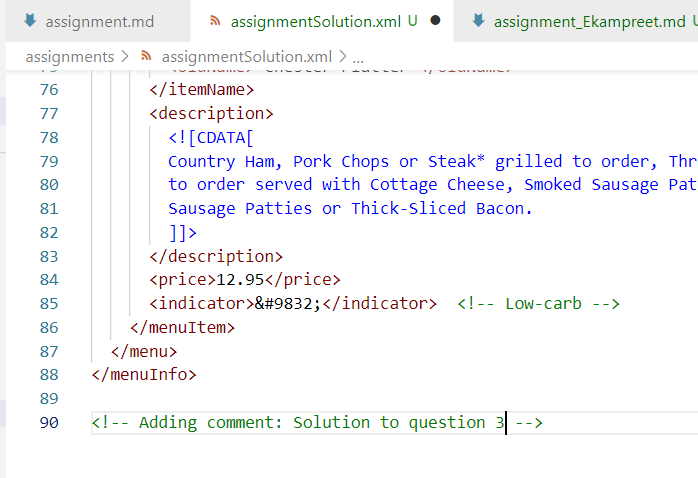 assignment.md assignmentSolution.xml U ● assignment_Ekampreet.md
assignments > assignmentSolution.xml > ...
76 </itemName>
77 <description>
78 <![CDATA[
79 Country Ham, Pork Chops or Steak* grilled to order, Thr
80 to order served with Cottage Cheese, Smoked Sausage Pat
81 Sausage Patties or Thick-Sliced Bacon.
82 ]]>
83 </description>
84 <price>12.95</price>
85 <indicator>&#9832;</indicator> <!-- Low-carb -->
86 </menuItem>
87 </menu>
88 </menuInfo>
89
90 <!-- Adding comment: Solution to question 3 -->